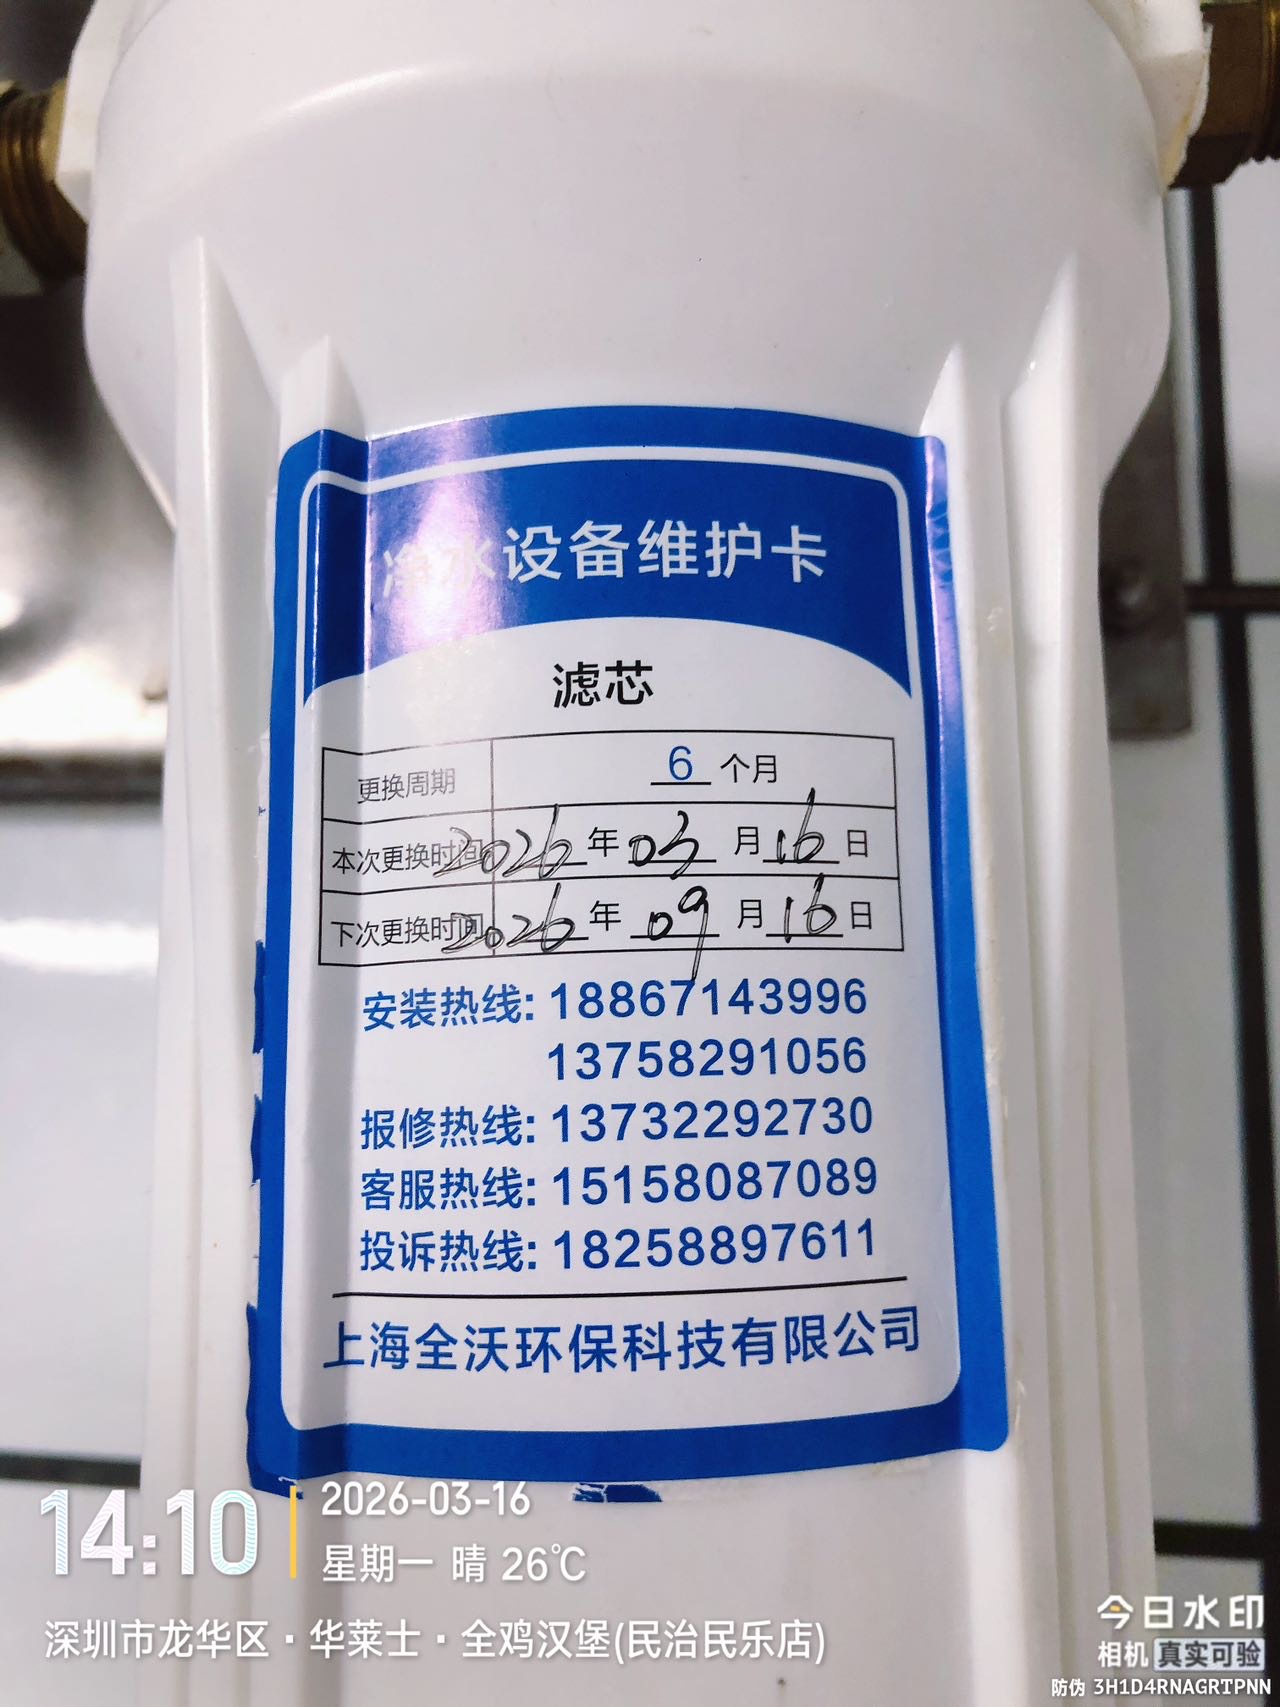 净水设备维护卡
滤芯
更换周期 6 个月
本次更换时间 2026 年 03 月 16 日
下次更换时间 2026 年 09 月 16 日
安装热线: 18867143996
13758291056
报修热线: 13732292730
客服热线: 15158087089
投诉热线: 18258897611
上海全沃环保科技有限公司
14:10
2026-03-16
星期一 晴 26℃
深圳市龙华区·华莱士·全鸡汉堡(民治民乐店)
今日水印
相机 真实可验
防伪 3H1D4RNAGRTPNN